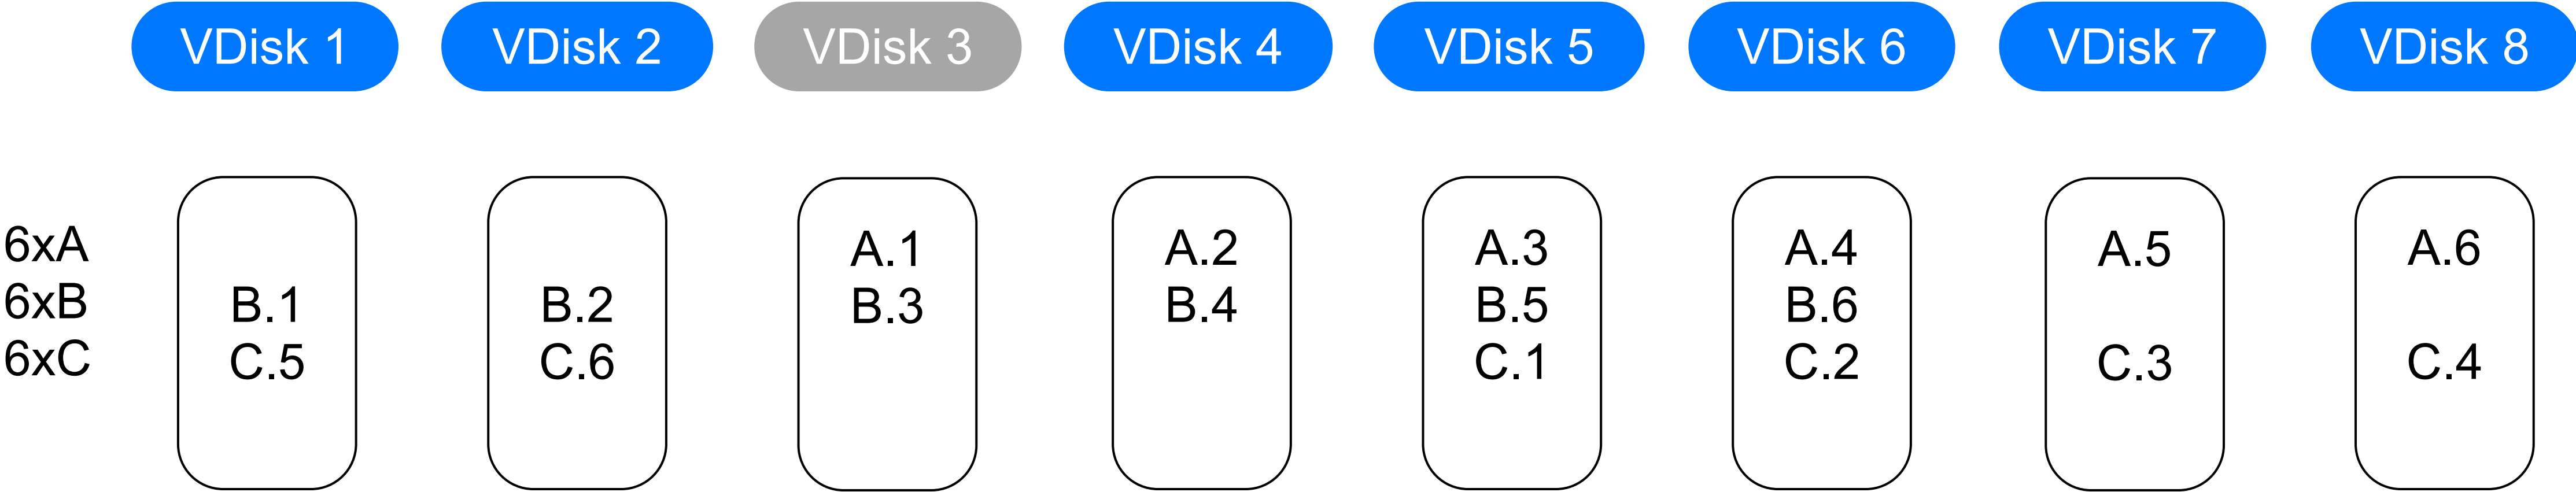 VDisk 1 VDisk 2 VDisk 3 VDisk 4 VDisk 5 VDisk 6 VDisk 7 VDisk 8
6xA A.1 A.2 A.3 A.4 A.5 A.6
6xB B.1 B.2 B.3 B.4 B.5 B.6
6xC C.5 C.6 C.1 C.2 C.3 C.4